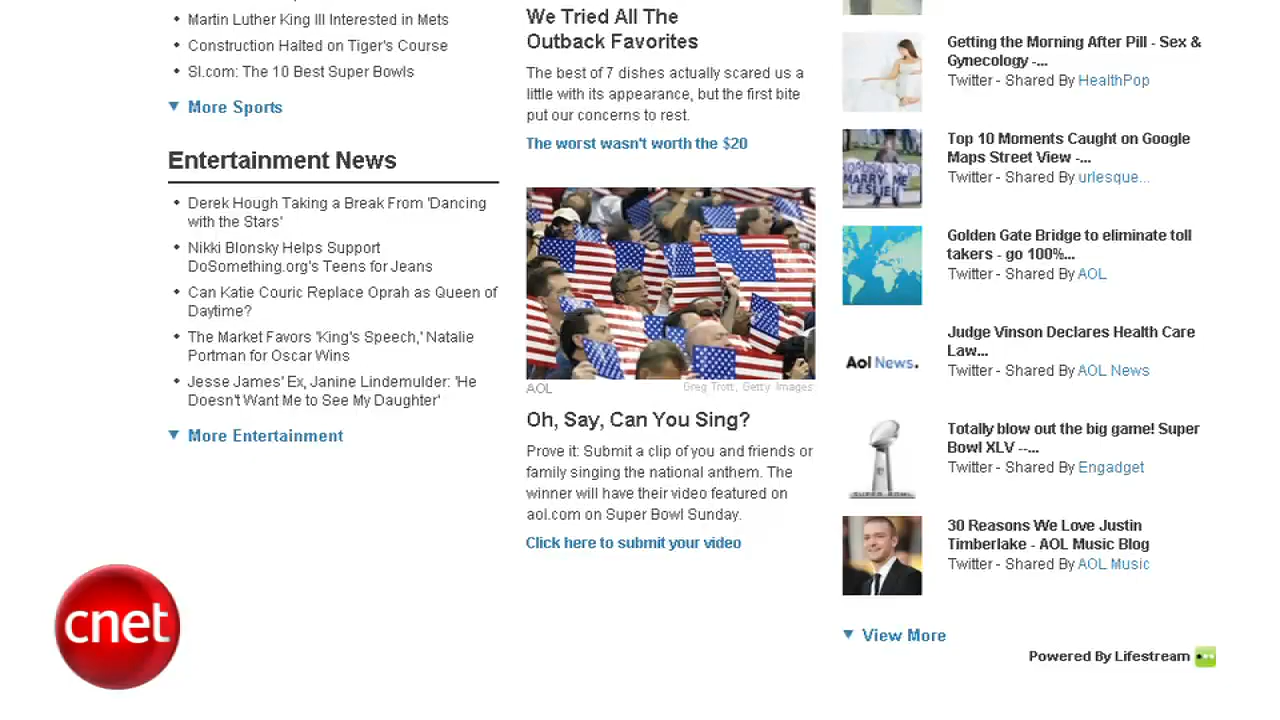 Martin Luther King III Interested in Mets
Construction Halted on Tiger's Course
SI.com: The 10 Best Super Bowls
More Sports
Entertainment News
Derek Hough Taking a Break From 'Dancing
with the Stars'
Nikki Blonsky Helps Support
DoSomething.org's Teens for Jeans
Can Katie Couric Replace Oprah as Queen of
Daytime?
The Market Favors 'King's Speech,' Natalie
Portman for Oscar Wins
Jesse James' Ex, Janine Lindemulder: 'He
Doesn't Want Me to See My Daughter'
More Entertainment
cnet
We Tried All The
Outback Favorites
The best of 7 dishes actually scared us a
little with its appearance, but the first bite
put our concerns to rest.
The worst wasn't worth the $20
AOL
Greg Trott, Getty Images
Oh, Say, Can You Sing?
Prove it: Submit a clip of you and friends or
family singing the national anthem. The
winner will have their video featured on
aol.com on Super Bowl Sunday.
Click here to submit your video
Getting the Morning After Pill - Sex &
Gynecology -...
Twitter - Shared By HealthPop
MARRY ME
LESLIE
Top 10 Moments Caught on Google
Maps Street View -...
Twitter - Shared By urlesque...
Golden Gate Bridge to eliminate toll
takers - go 100%...
Twitter - Shared By AOL
Aol News.
Judge Vinson Declares Health Care
Law...
Twitter - Shared By AOL News
SUPER BOWL
Totally blow out the big game! Super
Bowl XLV --...
Twitter - Shared By Engadget
30 Reasons We Love Justin
Timberlake - AOL Music Blog
Twitter - Shared By AOL Music
View More
Powered By Lifestream